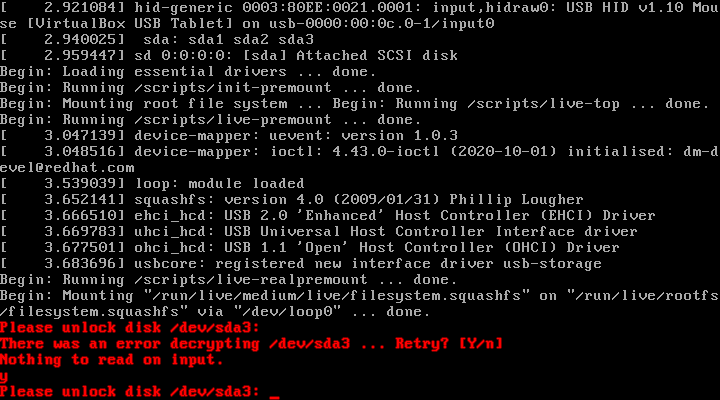 [    2.921084] hid-generic 0003:80EE:0021.0001: input,hidraw0: USB HID v1.10 Mou
se [VirtualBox USB Tablet] on usb-0000:00:0c.0-1/input0
[    2.940025]  sda: sda1 sda2 sda3
[    2.959447] sd 0:0:0:0: [sda] Attached SCSI disk
Begin: Loading essential drivers ... done.
Begin: Running /scripts/init-premount ... done.
Begin: Mounting root file system ... Begin: Running /scripts/live-top ... done.
Begin: Running /scripts/live-premount ... done.
[    3.047139] device-mapper: uevent: version 1.0.3
[    3.048516] device-mapper: ioctl: 4.43.0-ioctl (2020-10-01) initialised: dm-d
evel@redhat.com
[    3.539039] loop: module loaded
[    3.652141] squashfs: version 4.0 (2009/01/31) Phillip Lougher
[    3.666510] ehci_hcd: USB 2.0 'Enhanced' Host Controller (EHCI) Driver
[    3.669783] uhci_hcd: USB Universal Host Controller Interface driver
[    3.677501] ohci_hcd: USB 1.1 'Open' Host Controller (OHCI) Driver
[    3.683696] usbcore: registered new interface driver usb-storage
Begin: Running /scripts/live-realpremount ... done.
Begin: Mounting "/run/live/medium/live/filesystem.squashfs" on "/run/live/rootfs
/filesystem.squashfs" via "/dev/loop0" ... done.
Please unlock disk /dev/sda3:
There was an error decrypting /dev/sda3 ... Retry? [Y/n]
Nothing to read on input.
y
Please unlock disk /dev/sda3: _